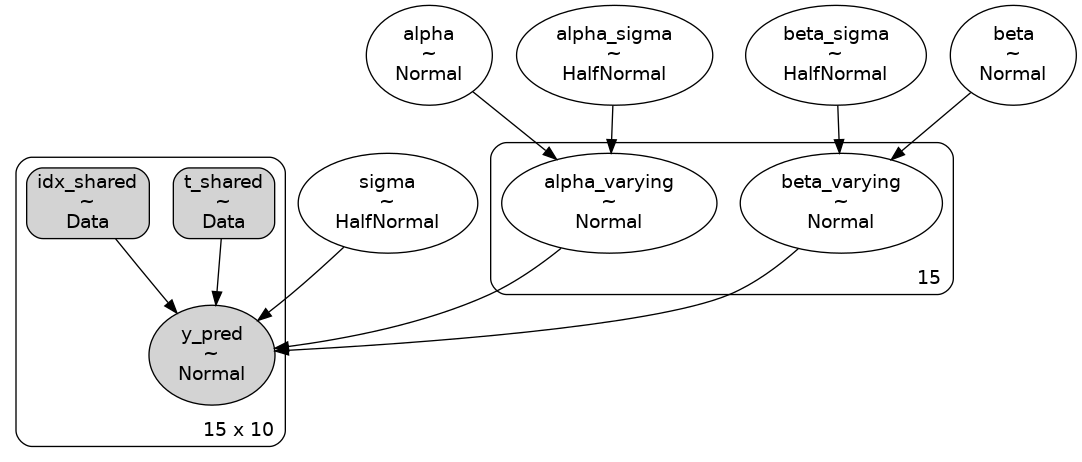 alpha
~
Normal
alpha_sigma
~
HalfNormal
beta_sigma
~
HalfNormal
beta
~
Normal
idx_shared
~
Data
t_shared
~
Data
sigma
~
HalfNormal
alpha_varying
~
Normal
beta_varying
~
Normal
15
y_pred
~
Normal
15 x 10